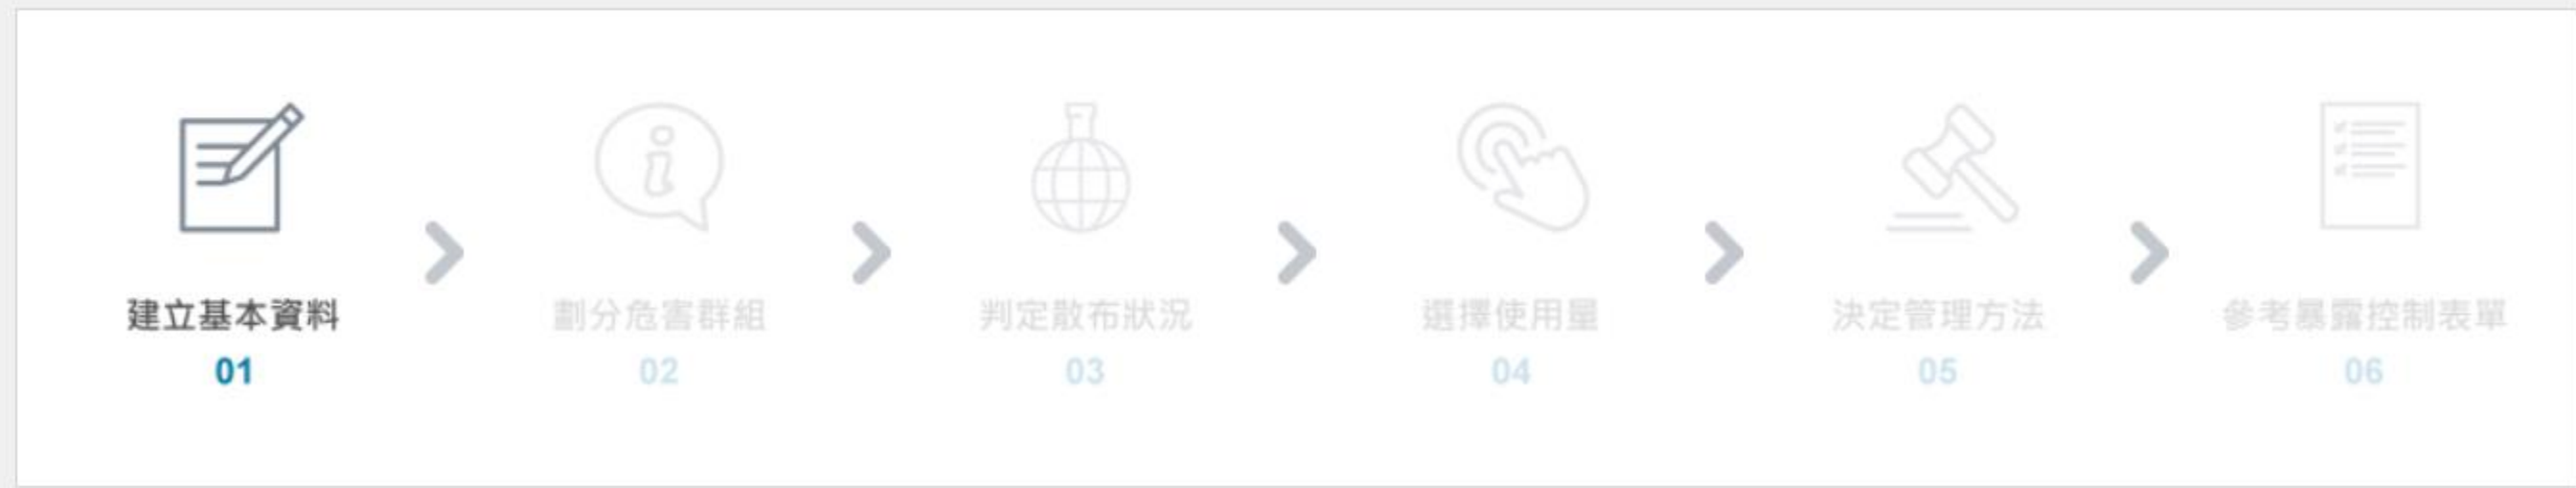 建立基本資料
01
劃分危害群組
02
判定散布狀況
03
選擇使用量
04
決定管理方法
05
參考暴露控制表單
06